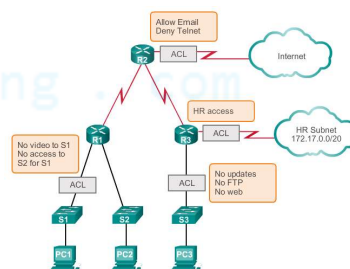 Allow Email
Deny Telnet
R2
ACL
Internet
ng . com
HR access
R1
R3
ACL
HR Subnet
172.17.0.0/20
No video to S1
No access to
S2 for S1
ACL
ACL
No updates
No FTP
No web
S1
S2
S3
PC1
PC2
PC3